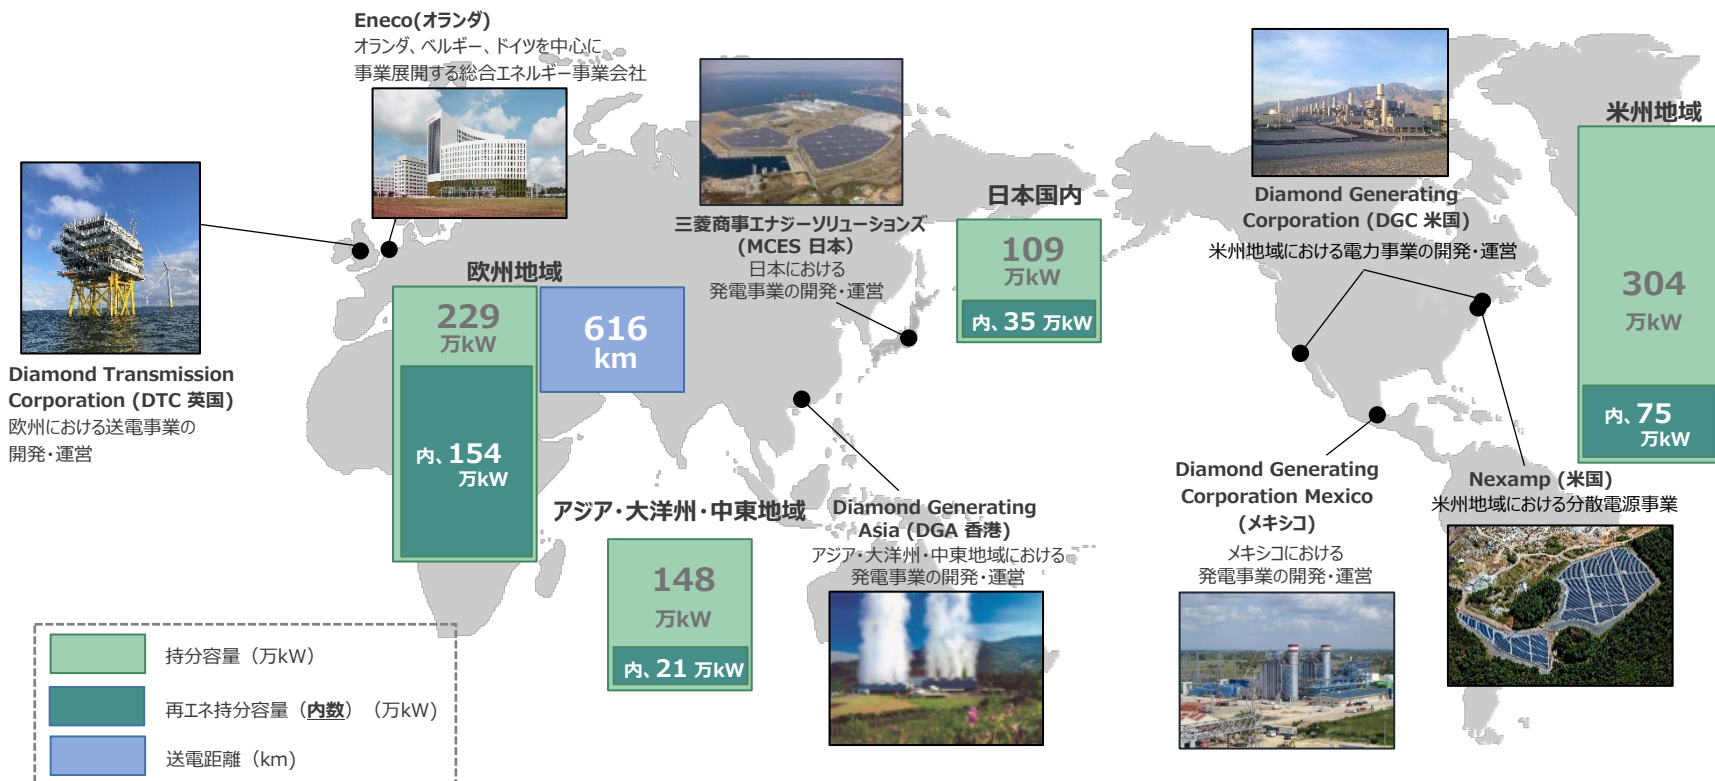 Eneco(オランダ)
オランダ、ベルギー、ドイツを中心に
事業展開する総合エネルギー事業会社
Diamond Transmission
Corporation (DTC 英国)
欧州における送電事業の
開発・運営
欧州地域
229
万kW
内、154
万kW
616
km
三菱商事エナジーソリューションズ
(MCES 日本)
日本における
発電事業の開発・運営
日本国内
109
万kW
内、35 万kW
アジア・大洋州・中東地域
148
万kW
内、21 万kW
Diamond Generating
Asia (DGA 香港)
アジア・大洋州・中東地域における
発電事業の開発・運営
Diamond Generating
Corporation (DGC 米国)
米州地域における電力事業の開発・運営
米州地域
304
万kW
内、75
万kW
Diamond Generating
Corporation Mexico
(メキシコ)
メキシコにおける
発電事業の開発・運営
Nexamp (米国)
米州地域における分散電源事業
持分容量（万kW）
再エネ持分容量（内数）（万kW）
送電距離（km）